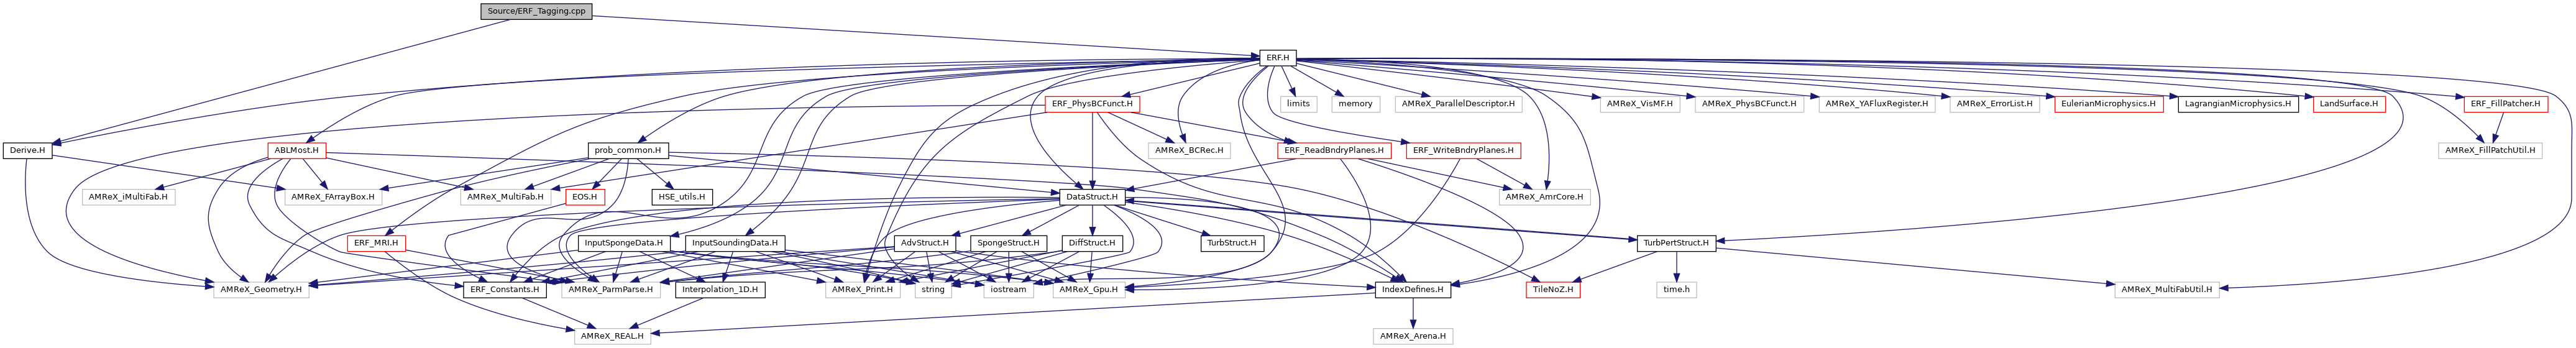 Source/ERF_Tagging.cpp
ERF.H
ERF_PhysBCFunct.H
limits
memory
AMReX_ParallelDescriptor.H
AMReX_VisMF.H
AMReX_PhysBCFunct.H
AMReX_YAFluxRegister.H
AMReX_ErrorList.H
EulerianMicrophysics.H
LagrangianMicrophysics.H
LandSurface.H
ERF_FillPatcher.H
Derive.H
ABLMost.H
prob_common.H
AMReX_BCRec.H
ERF_ReadBndryPlanes.H
ERF_WriteBndryPlanes.H
AMReX_FillPatchUtil.H
AMReX_iMultiFab.H
AMReX_FArrayBox.H
AMReX_MultiFab.H
EOS.H
HSE_utils.H
DataStruct.H
AMReX_AmrCore.H
ERF_MRI.H
InputSpongeData.H
InputSoundingData.H
AdvStruct.H
SpongeStruct.H
DiffStruct.H
TurbStruct.H
TurbPertStruct.H
AMReX_Geometry.H
ERF_Constants.H
AMReX_ParmParse.H
Interpolation_1D.H
AMReX_Print.H
string
iostream
AMReX_Gpu.H
IndexDefines.H
TileNoZ.H
time.h
AMReX_MultiFabUtil.H
AMReX_REAL.H
AMReX_Arena.H